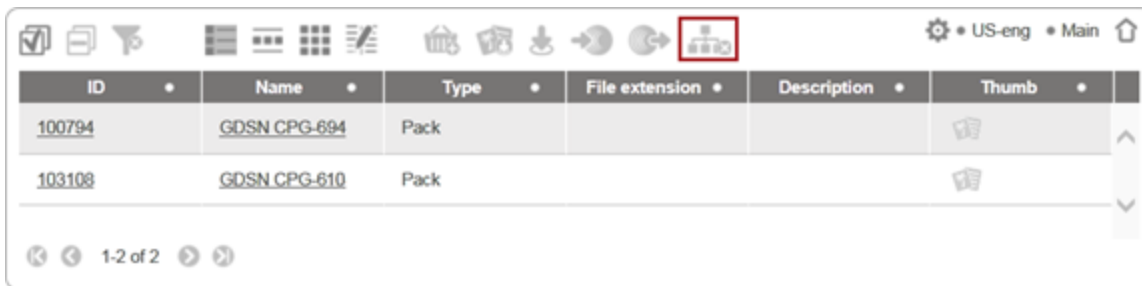 US-eng • Main
ID • Name • Type • File extension • Description • Thumb •
100794 GDSN CPG-694 Pack
103108 GDSN CPG-610 Pack
1-2 of 2